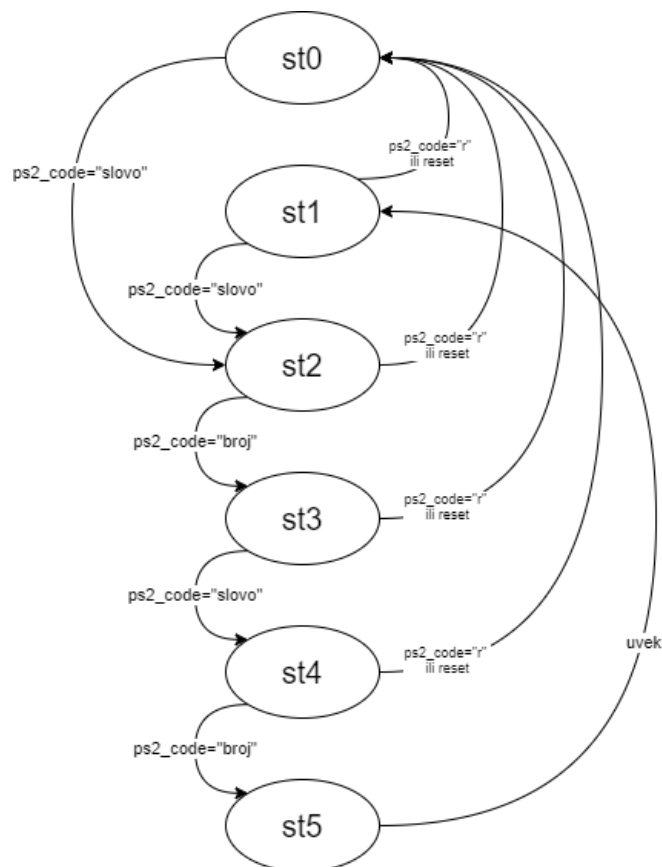 st0
ps2_code="r"
ili reset
ps2_code="slovo"
st1
ps2_code="slovo"
ps2_code="r"
ili reset
st2
ps2_code="broj"
st3
ps2_code="r"
ili reset
ps2_code="slovo"
uvek
st4
ps2_code="r"
ili reset
ps2_code="broj"
st5